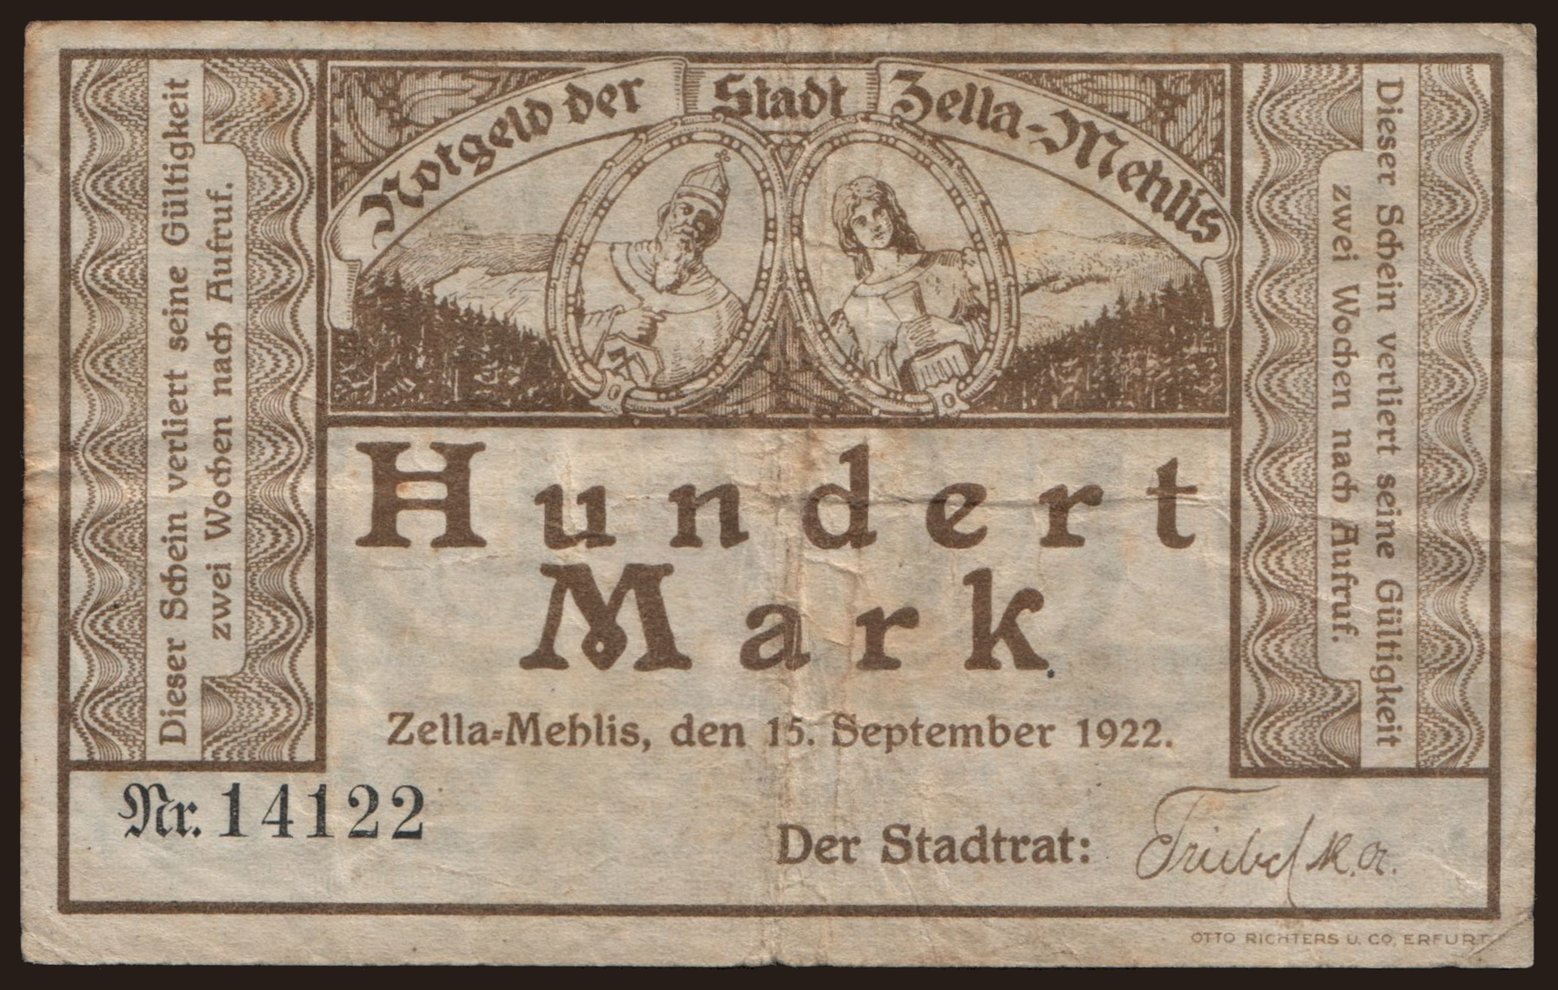 Notgeld der Stadt Zella-Mehlis
Dieser Schein verliert seine Gültigkeit
zwei Wochen nach Aufruf.
Dieser Schein verliert seine Gültigkeit
zwei Wochen nach Aufruf.
Hundert
Mark
Zella-Mehlis, den 15. September 1922.
Nr. 14122
Der Stadtrat: Triebel
OTTO RICHTERS U. CO, ERFURT